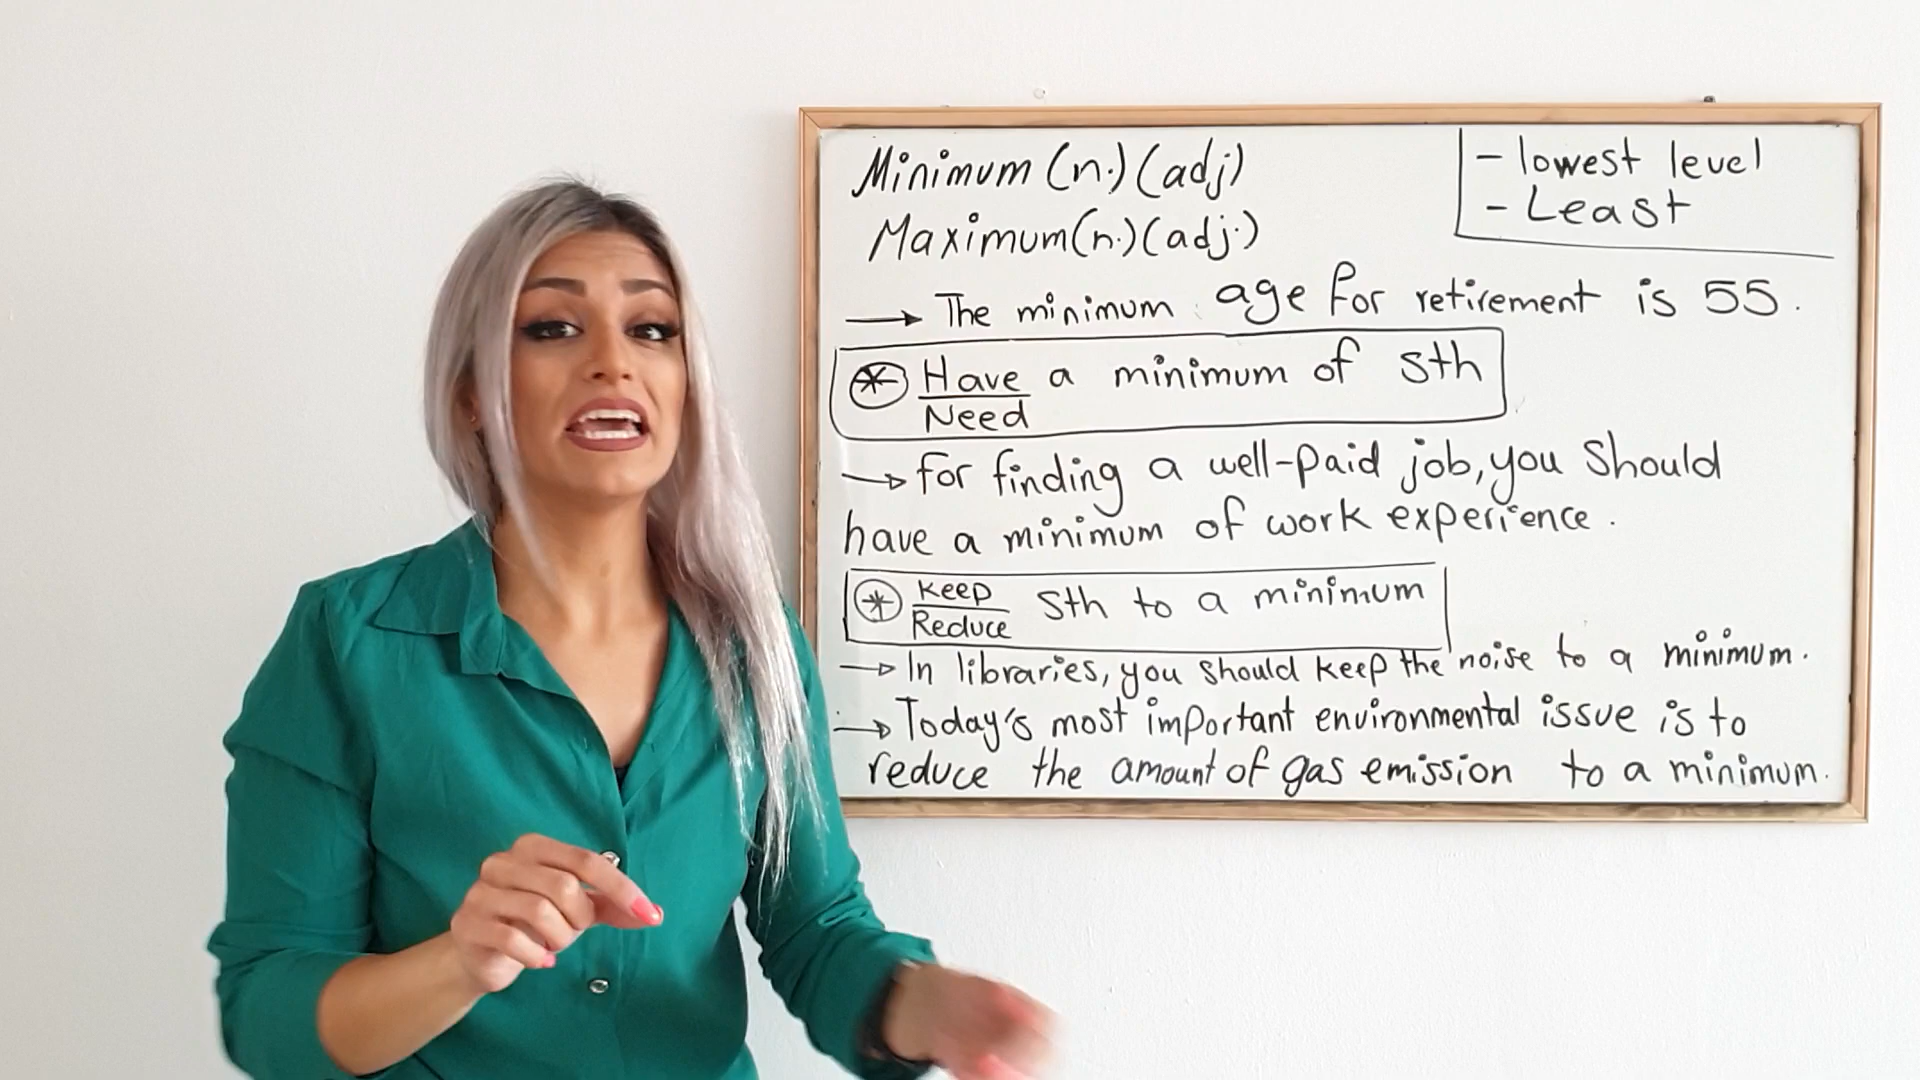 Minimum (n.) (adj)
- lowest level
- Least
Maximum (n.) (adj.)
→ The minimum age for retirement is 55.
* Have a minimum of sth
Need
→ for finding a well-paid job, you should
have a minimum of work experience.
* Keep sth to a minimum
Reduce
→ In libraries, you should keep the noise to a minimum.
→ Today's most important environmental issue is to
reduce the amount of gas emission to a minimum.